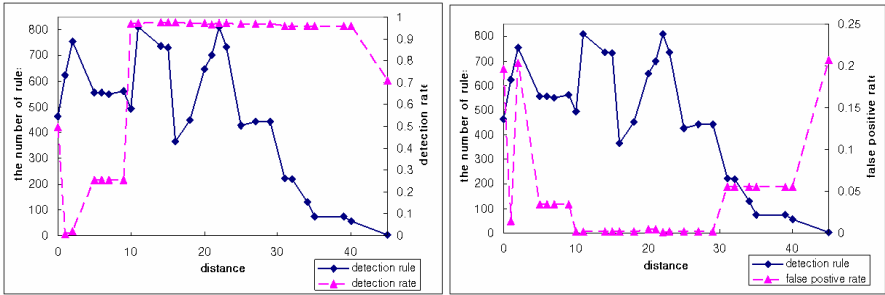 the number of rule:
800
700
600
500
400
300
200
100
0
0 10 20 30 40
distance
1
0.9
0.8
0.7
0.6
0.5
0.4
0.3
0.2
0.1
0
detection rate
detection rule
detection rate
the number of rule:
800
700
600
500
400
300
200
100
0
0 10 20 30 40
distance
0.25
0.2
0.15
0.1
0.05
0
false positive rate
detection rule
false postive rate